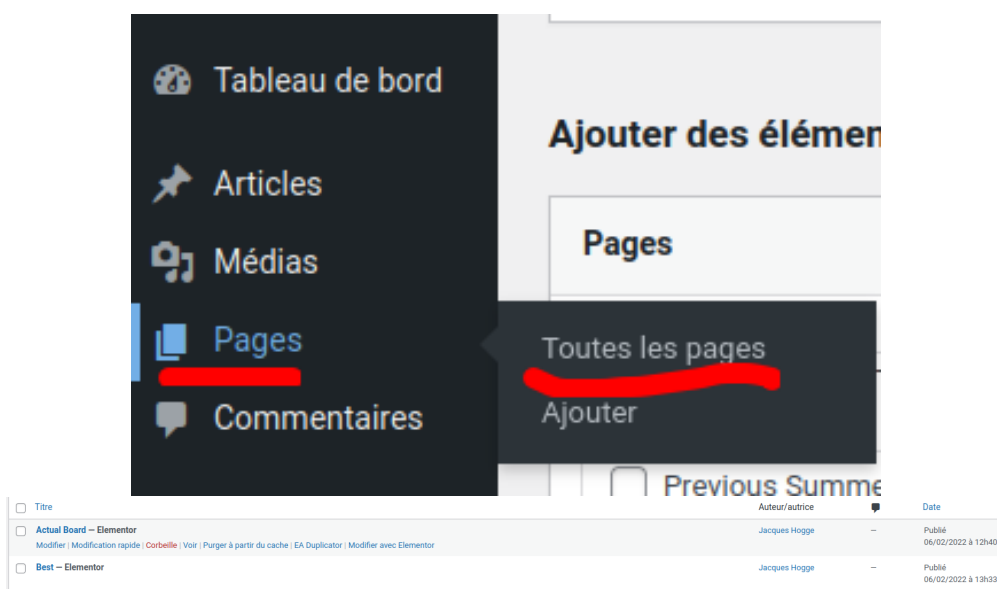 Tableau de bord
Ajouter des élémen
Articles
Pages
Médias
Pages
Toutes les pages
Commentaires
Ajouter
Previous Summe
Titre Auteur/autrice Date
Actual Board — Elementor Jacques Hogge — Publié
Modifier | Modification rapide | Corbeille | Voir | Purger à partir du cache | EA Duplicator | Modifier avec Elementor 06/02/2022 à 12h40
Best — Elementor Jacques Hogge — Publié
06/02/2022 à 13h33